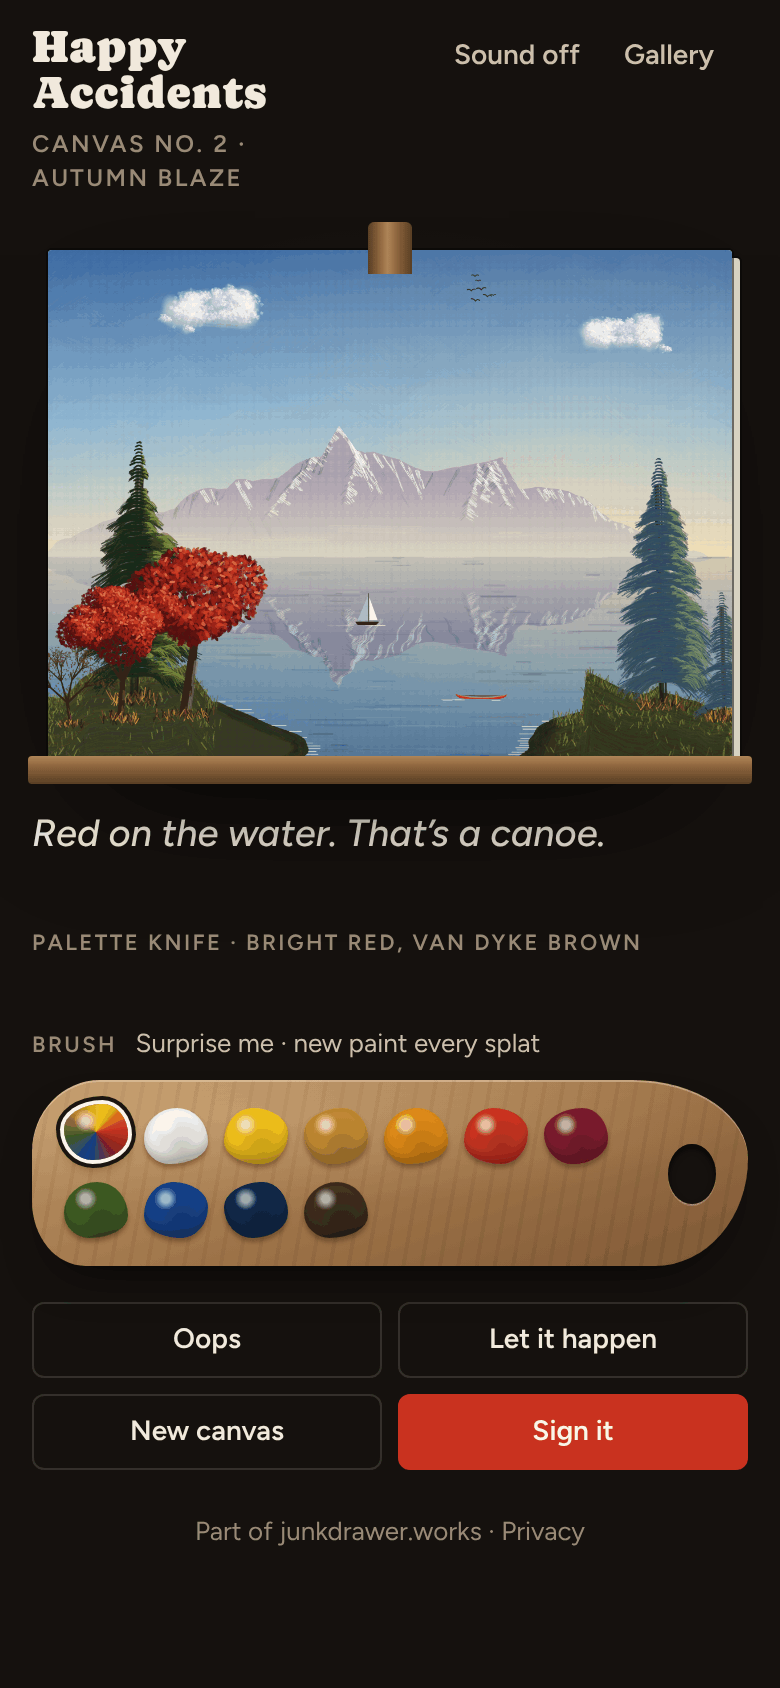 Happy
Accidents
Sound off
Gallery
CANVAS NO. 2 ·
AUTUMN BLAZE
Red on the water. That’s a canoe.
PALETTE KNIFE · BRIGHT RED, VAN DYKE BROWN
BRUSH Surprise me · new paint every splat
Oops
Let it happen
New canvas
Sign it
Part of junkdrawer.works · Privacy